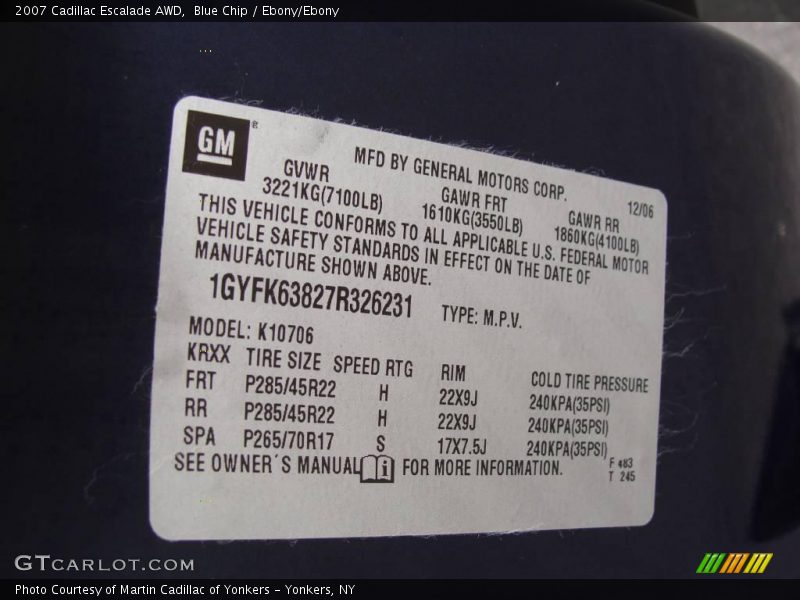 2007 Cadillac Escalade AWD, Blue Chip / Ebony/Ebony
GM®
MFD BY GENERAL MOTORS CORP. 12/06
GVWR GAWR FRT GAWR RR
3221KG(7100LB) 1610KG(3550LB) 1860KG(4100LB)
THIS VEHICLE CONFORMS TO ALL APPLICABLE U.S. FEDERAL MOTOR
VEHICLE SAFETY STANDARDS IN EFFECT ON THE DATE OF
MANUFACTURE SHOWN ABOVE.
1GYFK63827R326231 TYPE: M.P.V.
MODEL: K10706
KRXX TIRE SIZE SPEED RTG RIM COLD TIRE PRESSURE
FRT P285/45R22 H 22X9J 240KPA(35PSI)
RR P285/45R22 H 22X9J 240KPA(35PSI)
SPA P265/70R17 S 17X7.5J 240KPA(35PSI)
SEE OWNER'S MANUAL i FOR MORE INFORMATION.
F 483
T 245
GTCARLOT.COM
Photo Courtesy of Martin Cadillac of Yonkers – Yonkers, NY